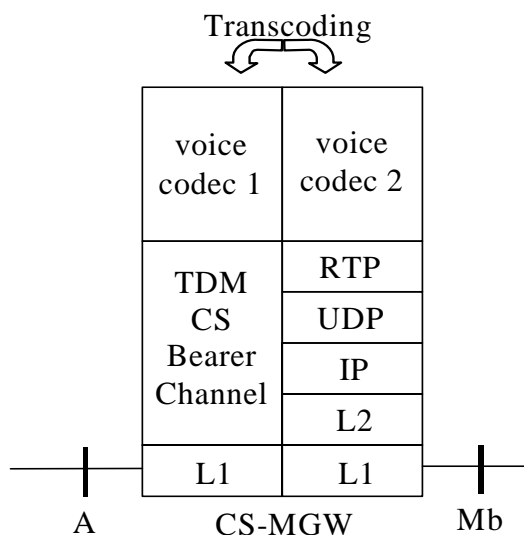 Transcoding
voice
codec 1
voice
codec 2
TDM
CS
Bearer
Channel
RTP
UDP
IP
L2
L1
L1
A
CS-MGW
Mb